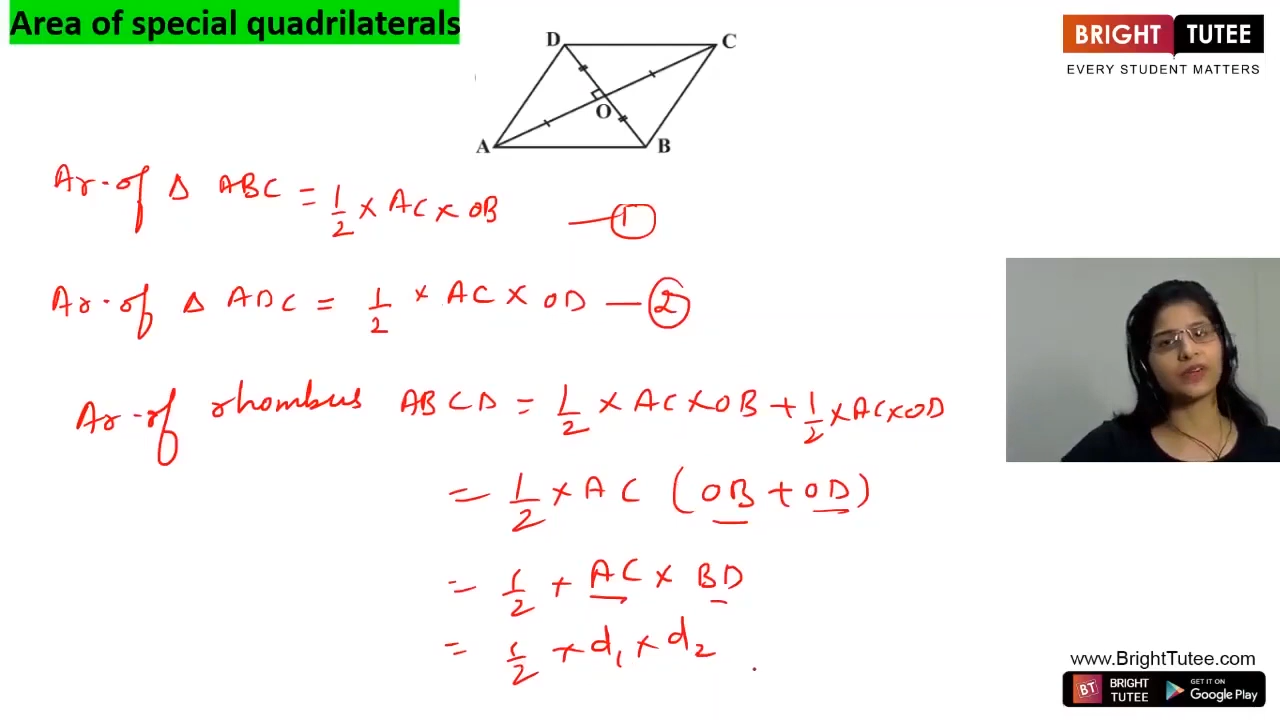 Area of special quadrilaterals
BRIGHT TUTEE
EVERY STUDENT MATTERS
D C
O
A B
Ar. of Δ ABC = 1/2 × AC × OB — ①
Ar. of Δ ADC = 1/2 × AC × OD — ②
Ar. of rhombus ABCD = 1/2 × AC × OB + 1/2 × AC × OD
= 1/2 × AC (OB + OD)
= 1/2 × AC × BD
= 1/2 × d₁ × d₂
www.BrightTutee.com
BT BRIGHT TUTEE GET IT ON Google Play